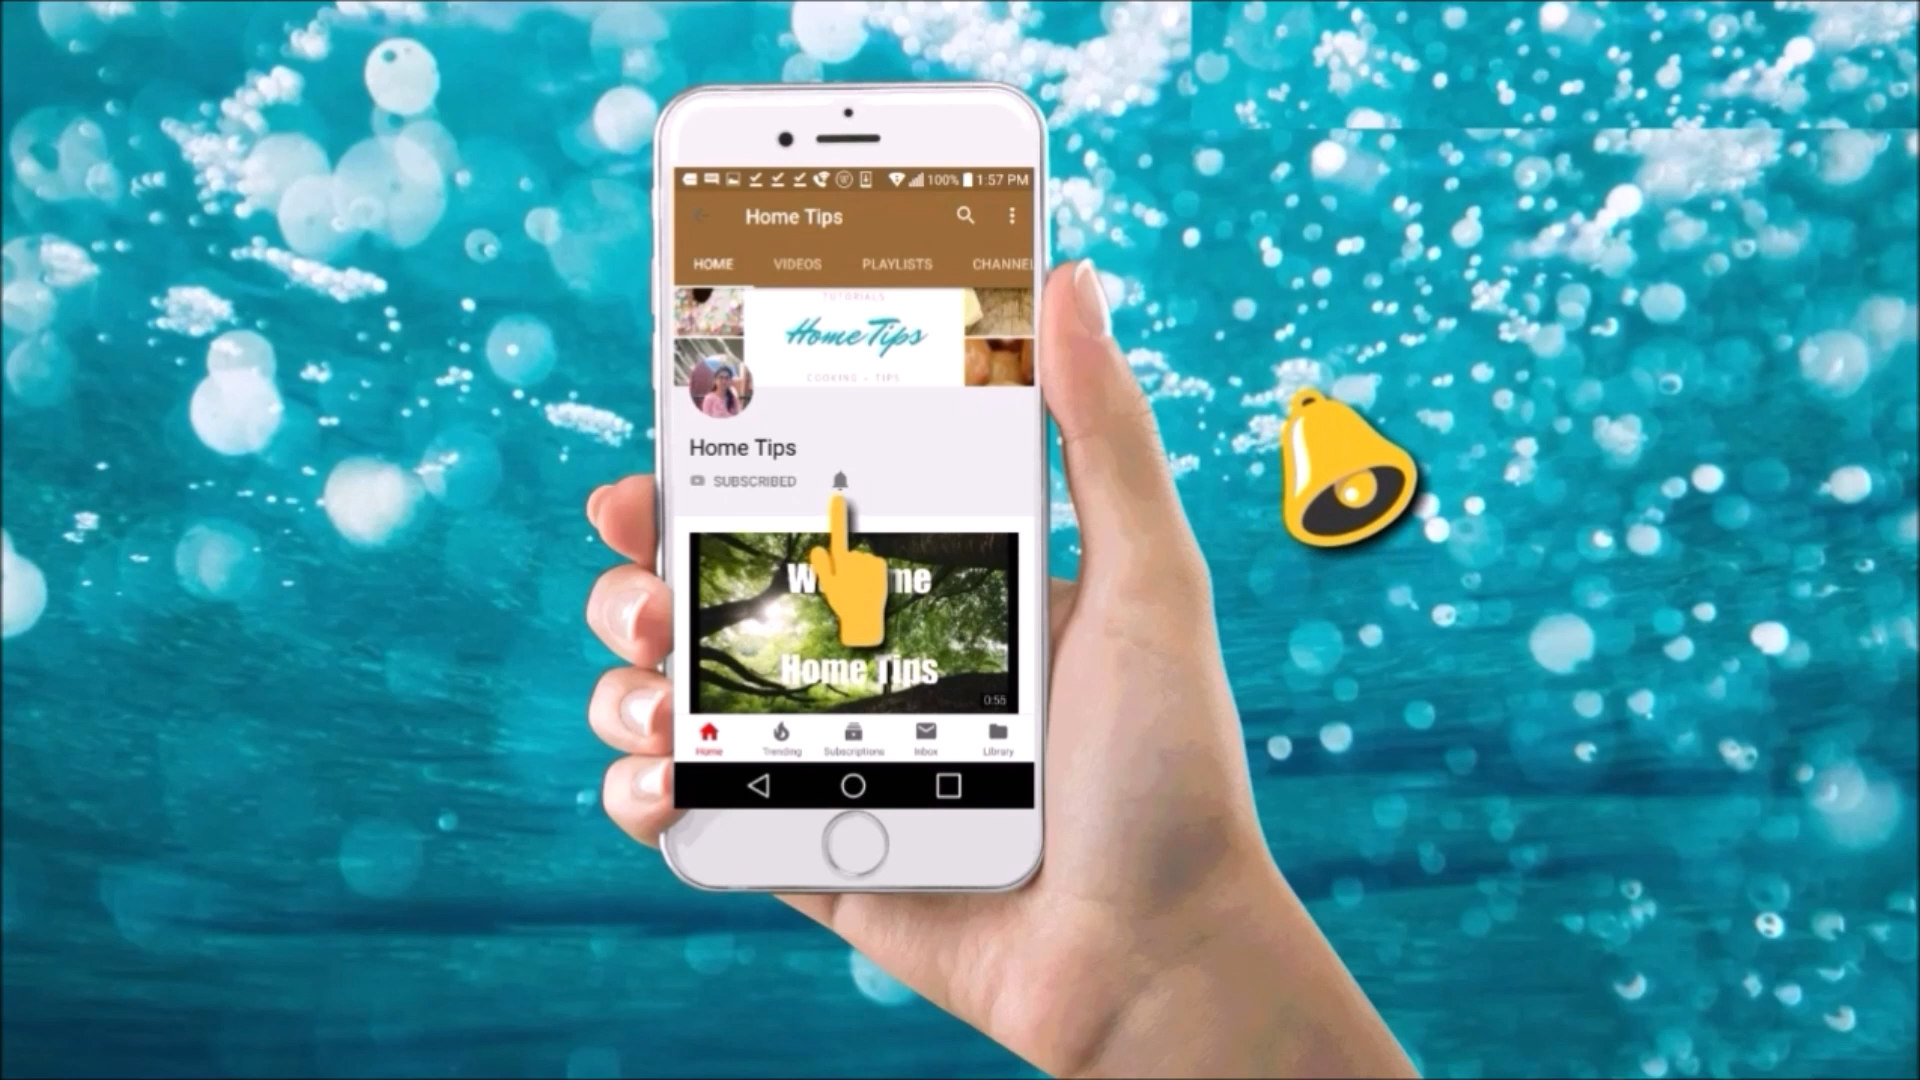 100% 1:57 PM
Home Tips
HOME VIDEOS PLAYLISTS CHANNEL
TUTORIALS
Home Tips
COOKING + TIPS
Home Tips
SUBSCRIBED
Home Tips
0:55
Home Trending Subscriptions Inbox Library